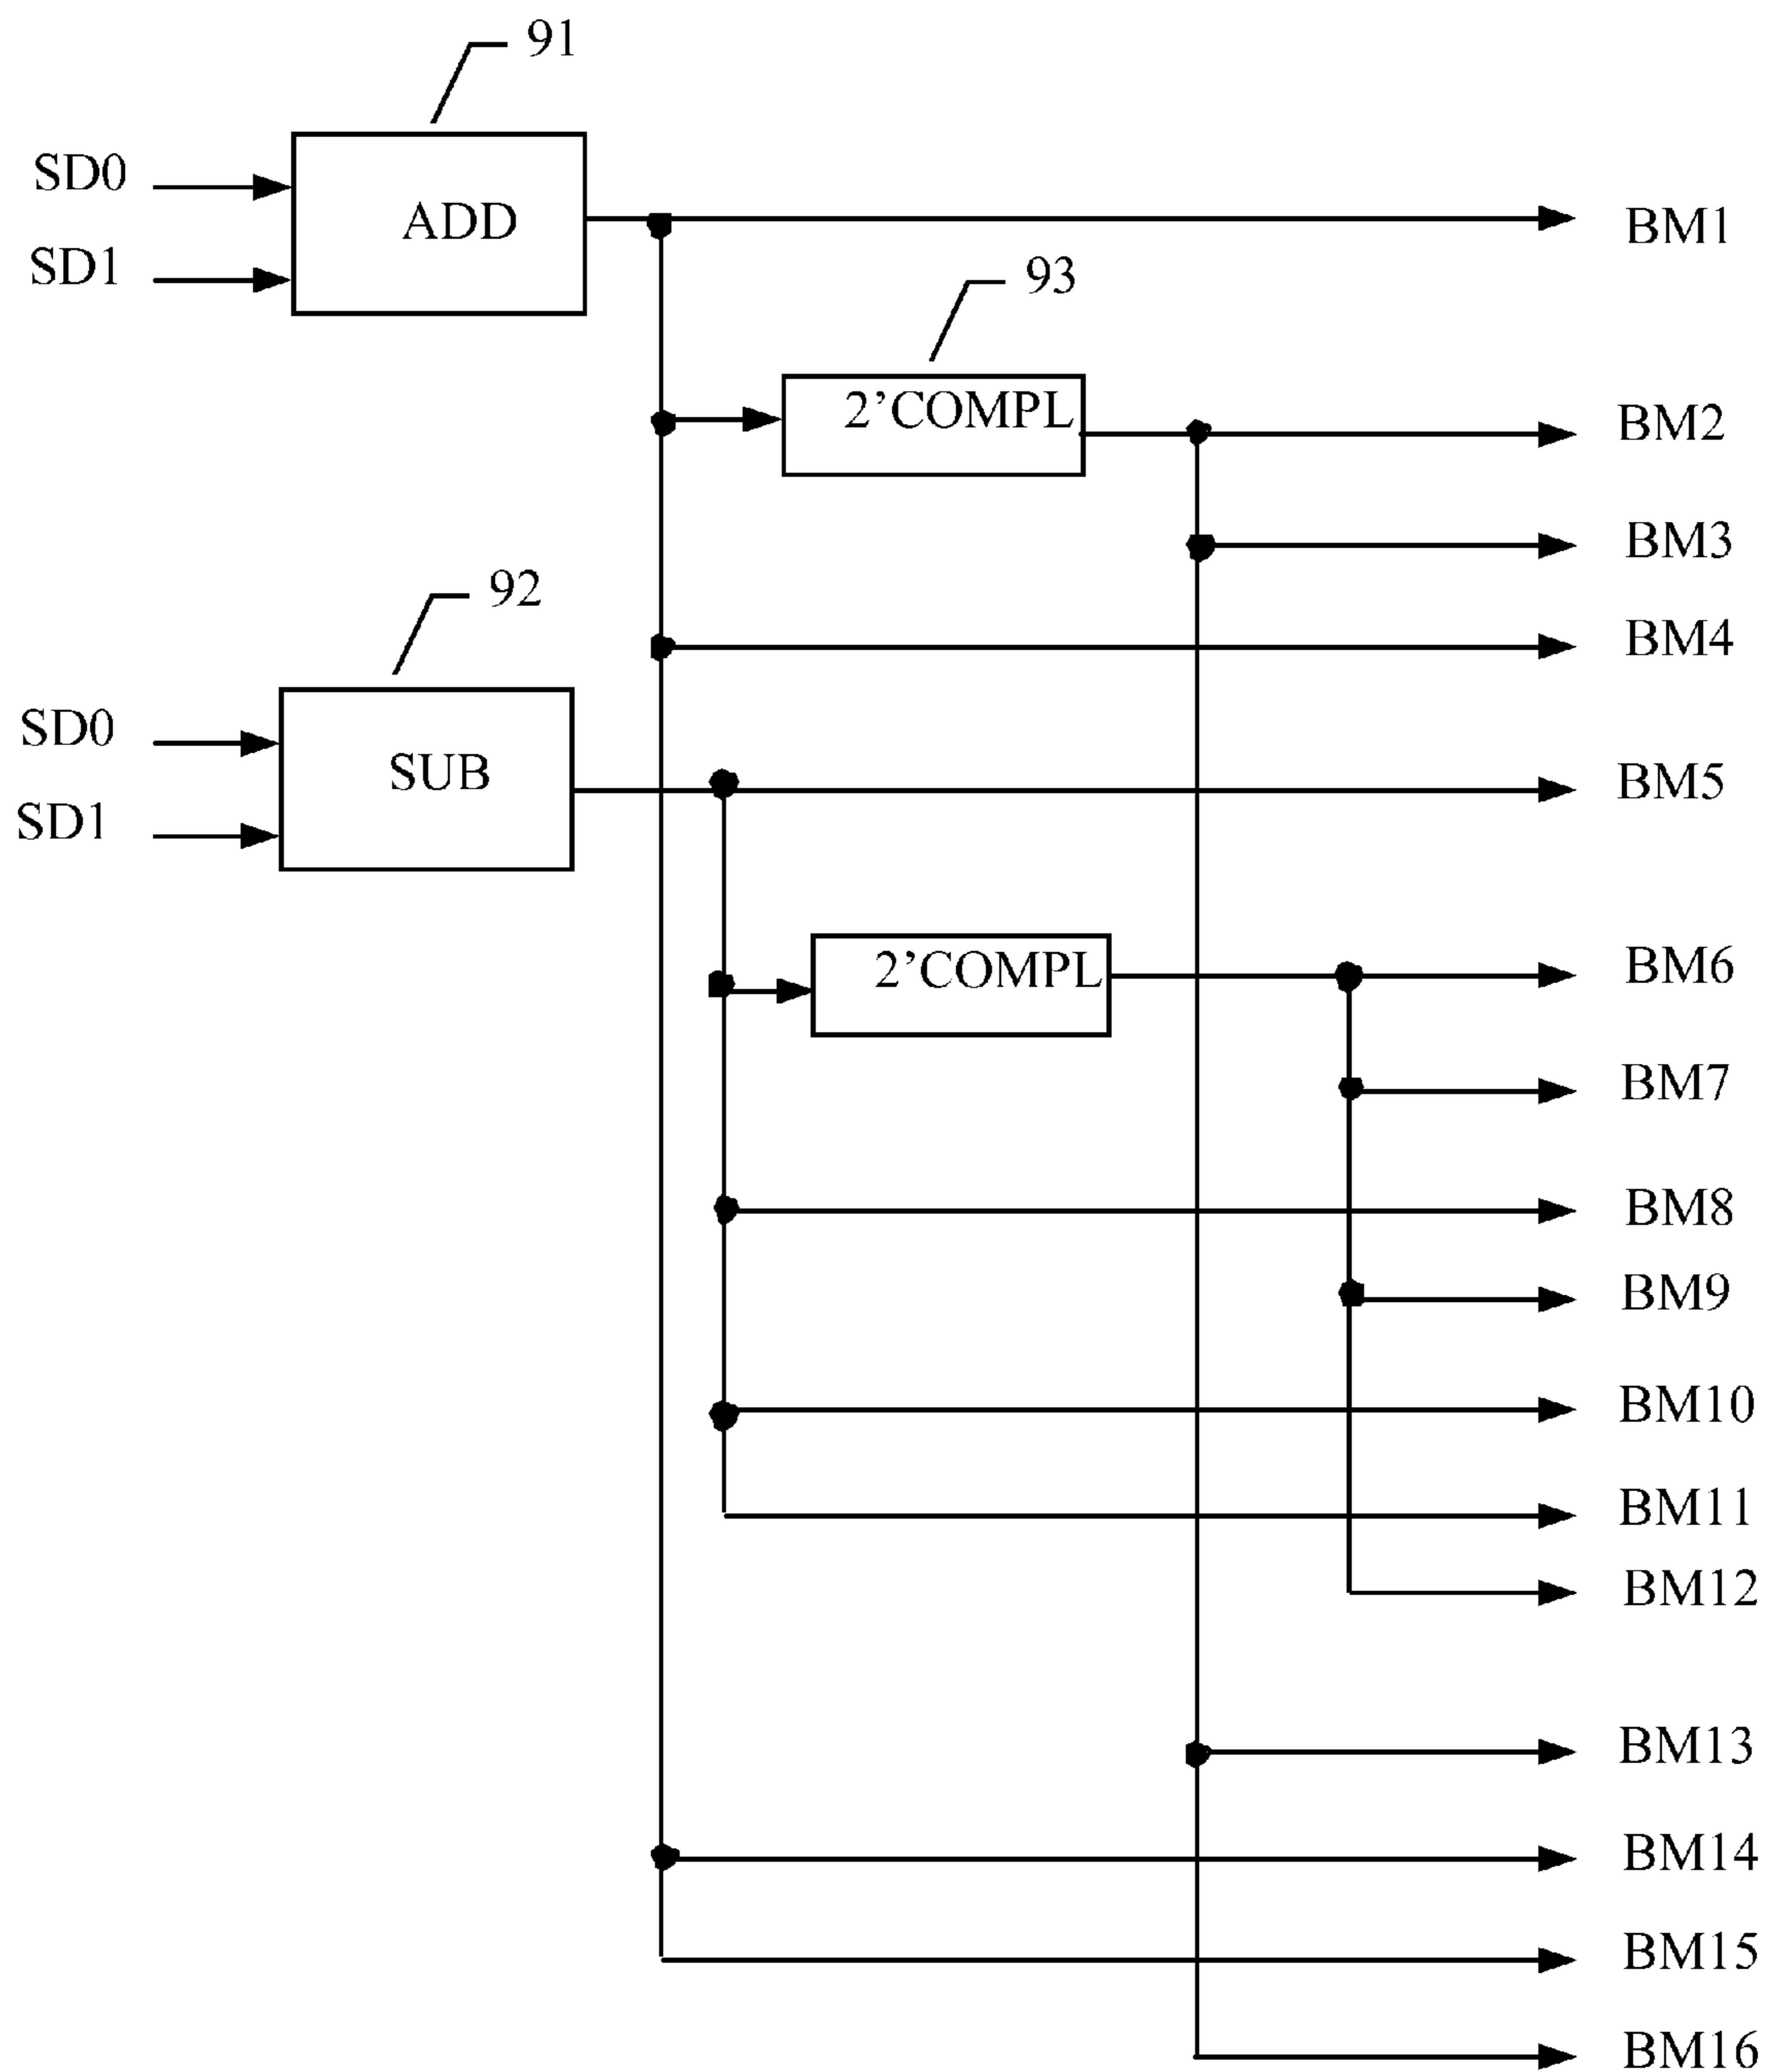 91
SD0
ADD
BM1
SD1
93
2’COMPL
BM2
BM3
92
BM4
SD0
SUB
BM5
SD1
2’COMPL
BM6
BM7
BM8
BM9
BM10
BM11
BM12
BM13
BM14
BM15
BM16